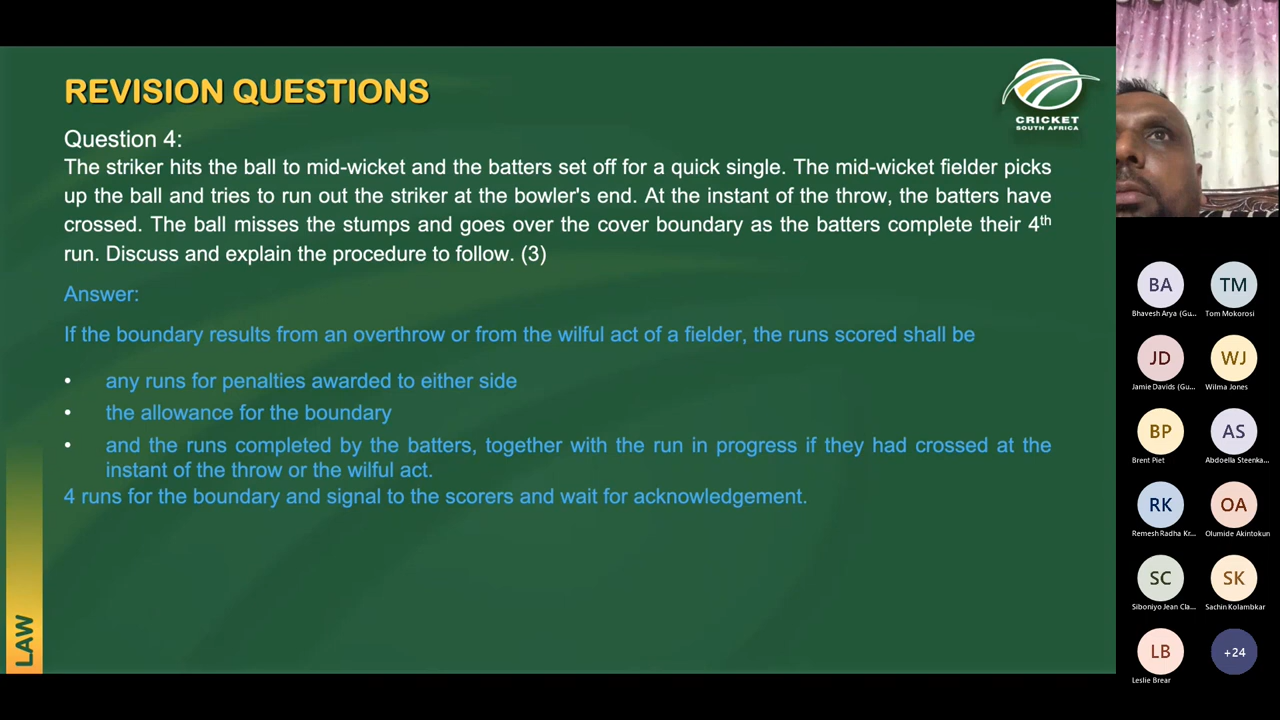 REVISION QUESTIONS
CRICKET
SOUTH AFRICA
Question 4:
The striker hits the ball to mid-wicket and the batters set off for a quick single. The mid-wicket fielder picks
up the ball and tries to run out the striker at the bowler's end. At the instant of the throw, the batters have
crossed. The ball misses the stumps and goes over the cover boundary as the batters complete their 4th
run. Discuss and explain the procedure to follow. (3)
Answer:
If the boundary results from an overthrow or from the wilful act of a fielder, the runs scored shall be
• any runs for penalties awarded to either side
• the allowance for the boundary
• and the runs completed by the batters, together with the run in progress if they had crossed at the
instant of the throw or the wilful act.
4 runs for the boundary and signal to the scorers and wait for acknowledgement.
LAW
BA
TM
Bhavesh Arya (Gu...
Tom Mokorosi
JD
WJ
Jamie Davids (Gu...
Wilma Jones
BP
AS
Brent Piet
Abdoella Steenka...
RK
OA
Remesh Radha Kr...
Olumide Akintokun
SC
SK
Siboniyo Jean Cla...
Sachin Kolambkar
LB
+24
Leslie Brear